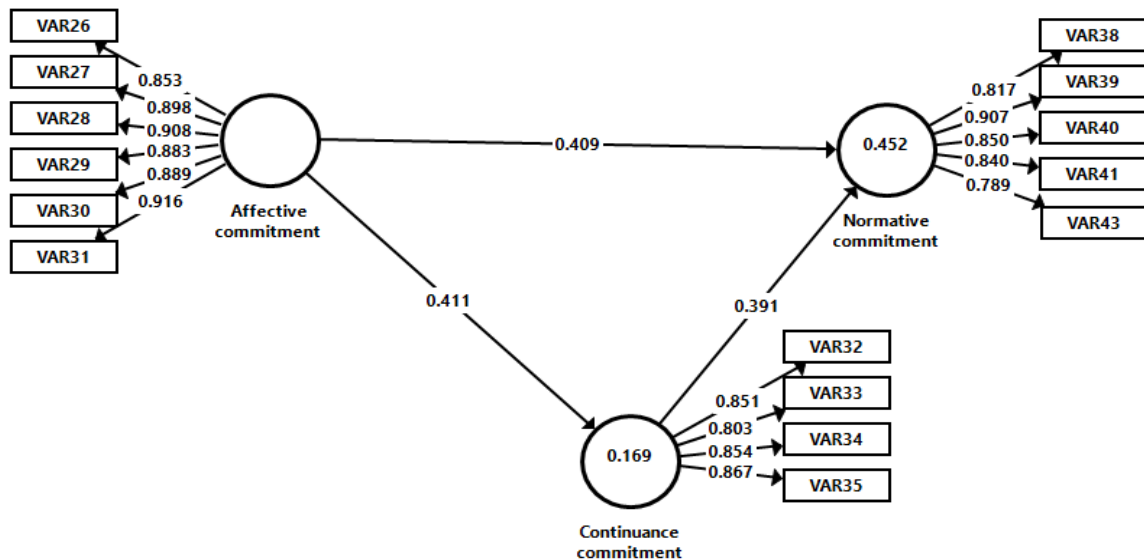 VAR26
VAR27
VAR28
VAR29
VAR30
VAR31
0.853
0.898
0.908
0.883
0.889
0.916
Affective
commitment
0.409
0.411
0.391
0.452
Normative
commitment
0.817
0.907
0.850
0.840
0.789
VAR38
VAR39
VAR40
VAR41
VAR43
0.169
Continuance
commitment
0.851
0.803
0.854
0.867
VAR32
VAR33
VAR34
VAR35